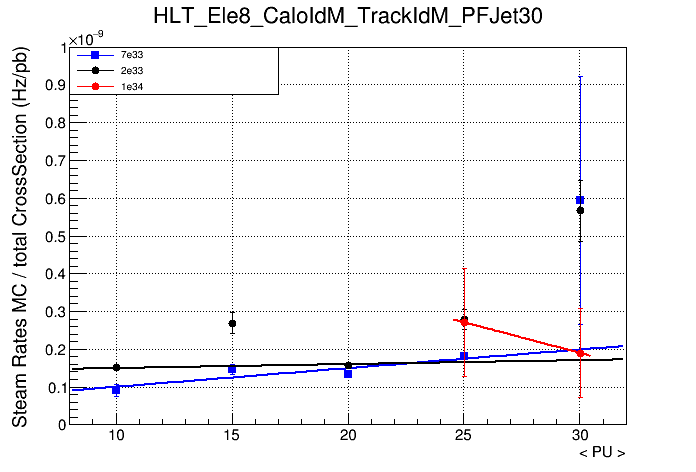 HLT_Ele8_CaloIdM_TrackIdM_PFJet30
×10⁻⁹
Steam Rates MC / total CrossSection (Hz/pb)
7e33
2e33
1e34
1
0.9
0.8
0.7
0.6
0.5
0.4
0.3
0.2
0.1
0
10 15 20 25 30
< PU >